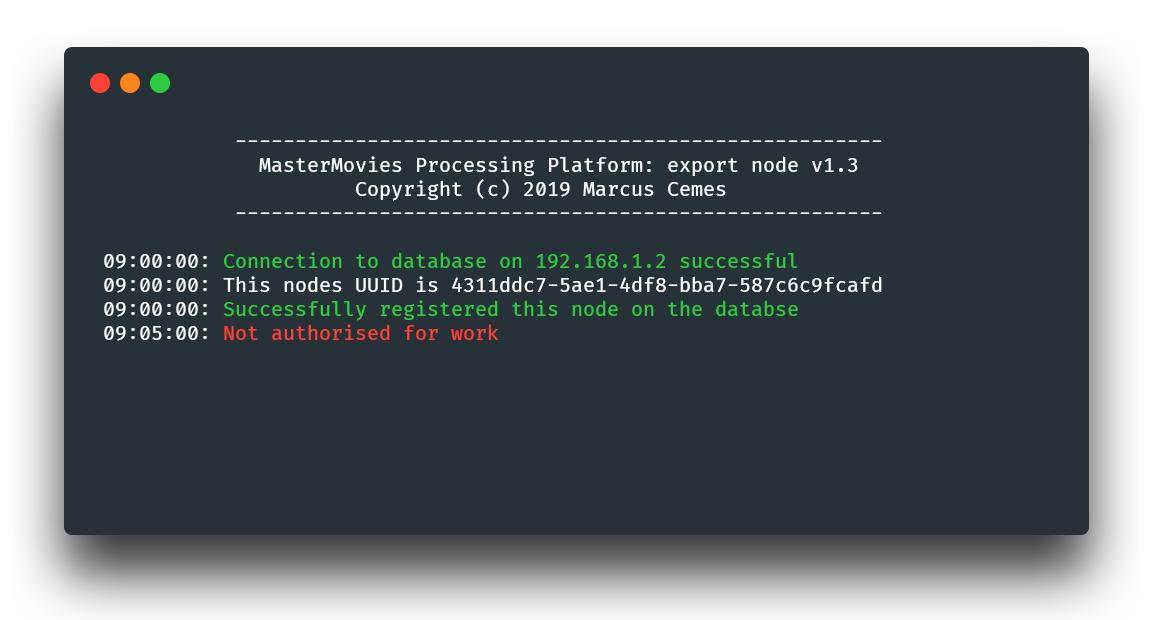 ------------------------------------------------------
MasterMovies Processing Platform: export node v1.3
Copyright (c) 2019 Marcus Cemes
------------------------------------------------------
09:00:00: Connection to database on 192.168.1.2 successful
09:00:00: This nodes UUID is 4311ddc7-5ae1-4df8-bba7-587c6c9fcafd
09:00:00: Successfully registered this node on the databse
09:05:00: Not authorised for work